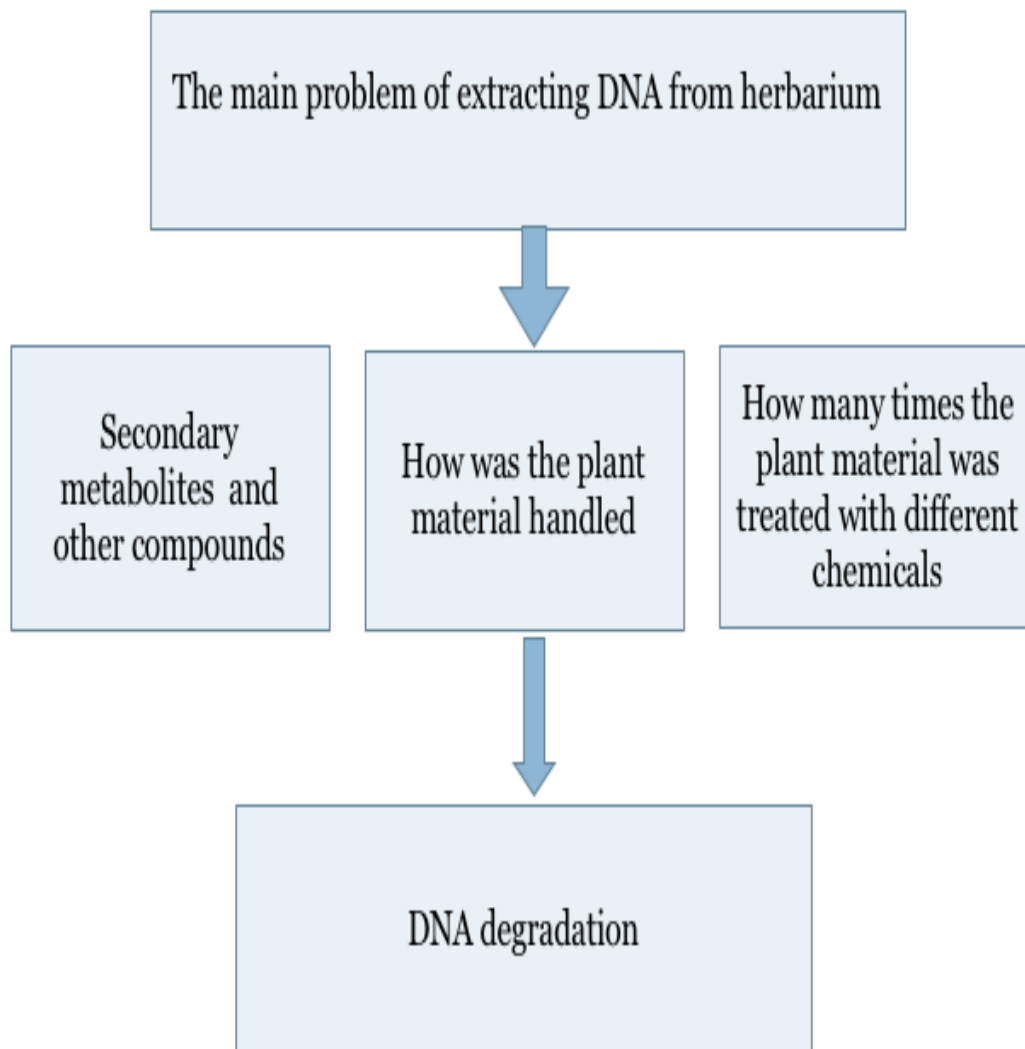 The main problem of extracting DNA from herbarium
Secondary
metabolites and
other compounds
How was the plant
material handled
How many times the
plant material was
treated with different
chemicals
DNA degradation